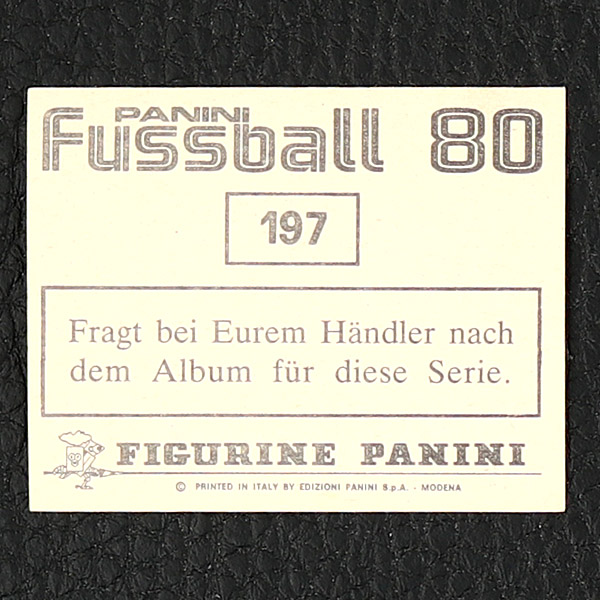 PANINI
Fussball 80
197
Fragt bei Eurem Händler nach
dem Album für diese Serie.
FIGURINE PANINI
© PRINTED IN ITALY BY EDIZIONI PANINI S.p.A. - MODENA